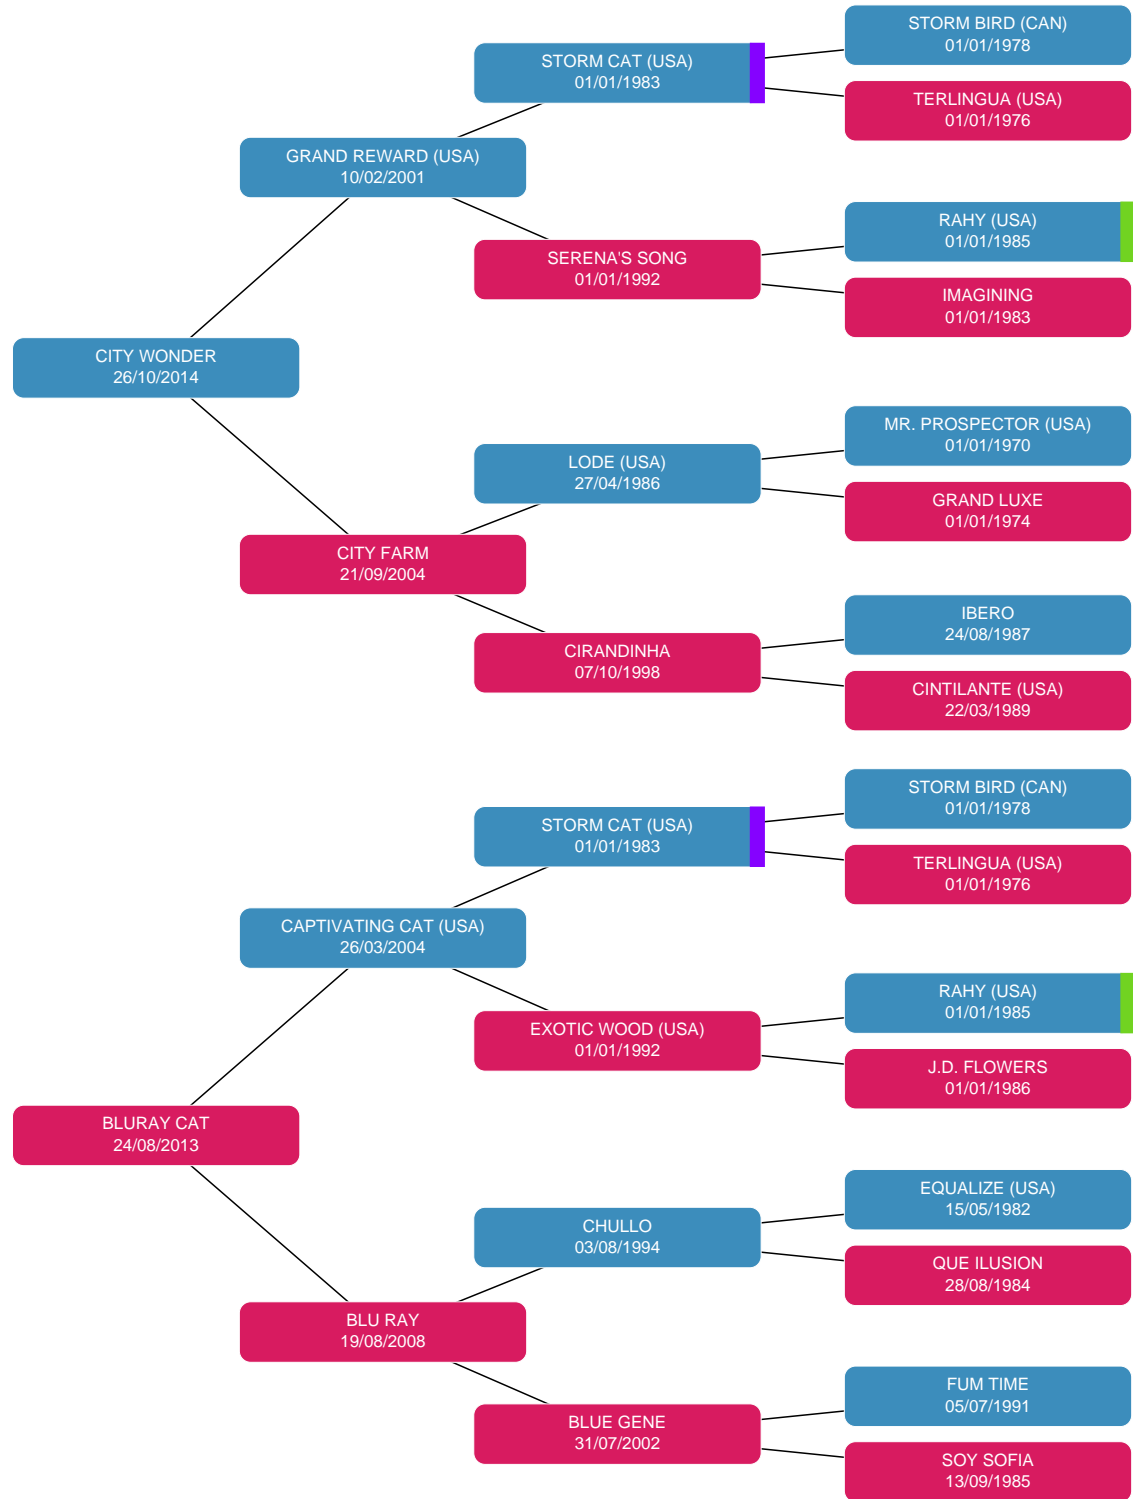 STORM BIRD (CAN)
01/01/1978
STORM CAT (USA)
01/01/1983
TERLINGUA (USA)
01/01/1976
GRAND REWARD (USA)
10/02/2001
RAHY (USA)
01/01/1985
SERENA'S SONG
01/01/1992
IMAGINING
01/01/1983
CITY WONDER
26/10/2014
MR. PROSPECTOR (USA)
01/01/1970
LODE (USA)
27/04/1986
GRAND LUXE
01/01/1974
CITY FARM
21/09/2004
IBERO
24/08/1987
CIRANDINHA
07/10/1998
CINTILANTE (USA)
22/03/1989
STORM BIRD (CAN)
01/01/1978
STORM CAT (USA)
01/01/1983
TERLINGUA (USA)
01/01/1976
CAPTIVATING CAT (USA)
26/03/2004
RAHY (USA)
01/01/1985
EXOTIC WOOD (USA)
01/01/1992
J.D. FLOWERS
01/01/1986
BLURAY CAT
24/08/2013
EQUALIZE (USA)
15/05/1982
CHULLO
03/08/1994
QUE ILUSION
28/08/1984
BLU RAY
19/08/2008
FUM TIME
05/07/1991
BLUE GENE
31/07/2002
SOY SOFIA
13/09/1985